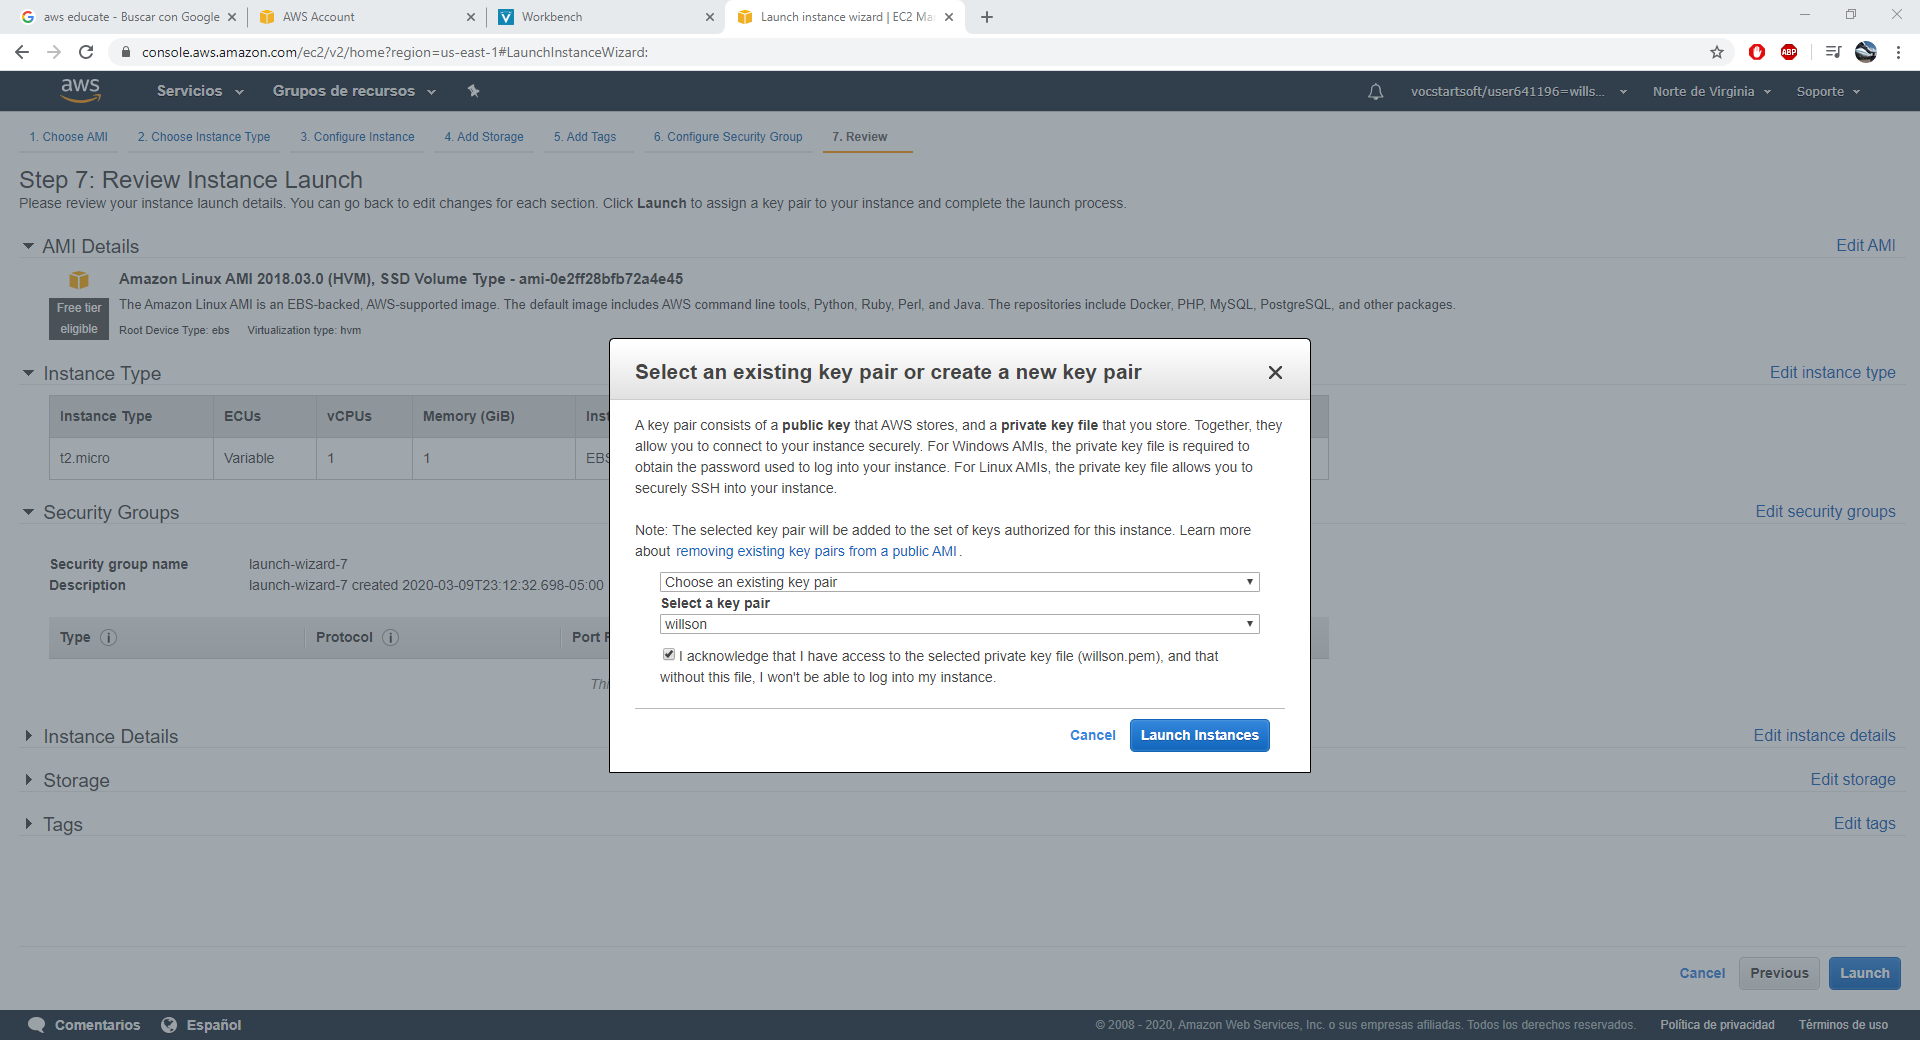 aws educate - Buscar con Google
AWS Account
Workbench
Launch instance wizard | EC2 Ma
console.aws.amazon.com/ec2/v2/home?region=us-east-1#LaunchInstanceWizard:
ABP
aws
Servicios
Grupos de recursos
vocstartsoft/user641196=wills...
Norte de Virginia
Soporte
1. Choose AMI
2. Choose Instance Type
3. Configure Instance
4. Add Storage
5. Add Tags
6. Configure Security Group
7. Review
Step 7: Review Instance Launch
Please review your instance launch details. You can go back to edit changes for each section. Click Launch to assign a key pair to your instance and complete the launch process.
AMI Details
Edit AMI
Amazon Linux AMI 2018.03.0 (HVM), SSD Volume Type - ami-0e2ff28bfb72a4e45
Free tier
eligible
The Amazon Linux AMI is an EBS-backed, AWS-supported image. The default image includes AWS command line tools, Python, Ruby, Perl, and Java. The repositories include Docker, PHP, MySQL, PostgreSQL, and other packages.
Root Device Type: ebs Virtualization type: hvm
Instance Type
Edit instance type
Instance Type ECUs vCPUs Memory (GiB) Inst
t2.micro Variable 1 1 EBS
Security Groups
Edit security groups
Security group name launch-wizard-7
Description launch-wizard-7 created 2020-03-09T23:12:32.698-05:00
Type Protocol Port R
Thi
Instance Details
Edit instance details
Storage
Edit storage
Tags
Edit tags
Select an existing key pair or create a new key pair
A key pair consists of a public key that AWS stores, and a private key file that you store. Together, they
allow you to connect to your instance securely. For Windows AMIs, the private key file is required to
obtain the password used to log into your instance. For Linux AMIs, the private key file allows you to
securely SSH into your instance.
Note: The selected key pair will be added to the set of keys authorized for this instance. Learn more
about removing existing key pairs from a public AMI .
Choose an existing key pair
Select a key pair
willson
I acknowledge that I have access to the selected private key file (willson.pem), and that
without this file, I won't be able to log into my instance.
Cancel
Launch Instances
Cancel
Previous
Launch
Comentarios
Español
© 2008 - 2020, Amazon Web Services, Inc. o sus empresas afiliadas. Todos los derechos reservados.
Política de privacidad
Términos de uso